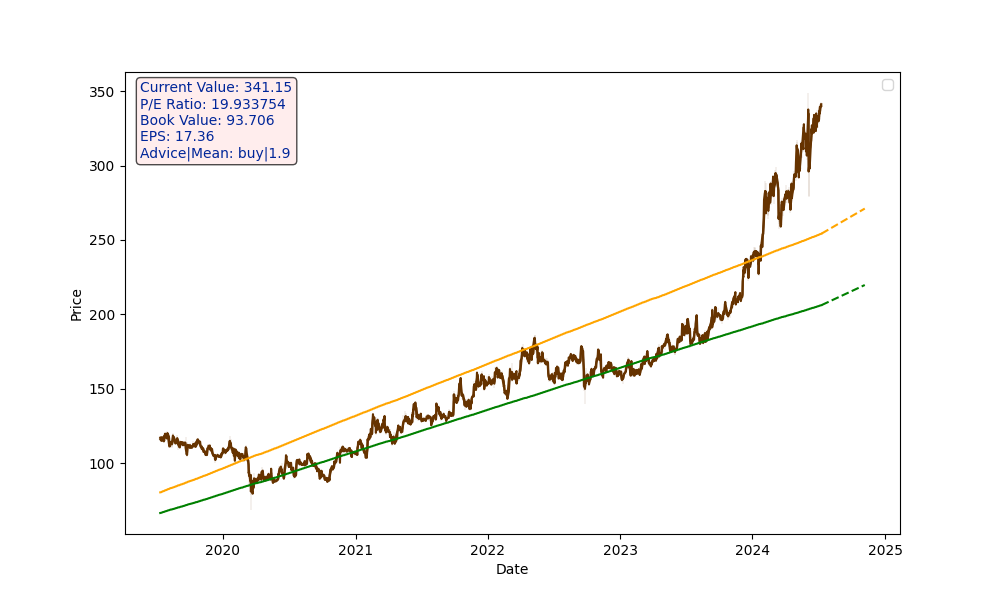 Current Value: 341.15
P/E Ratio: 19.933754
Book Value: 93.706
EPS: 17.36
Advice|Mean: buy|1.9
350
300
250
200
150
100
Price
2020 2021 2022 2023 2024 2025
Date